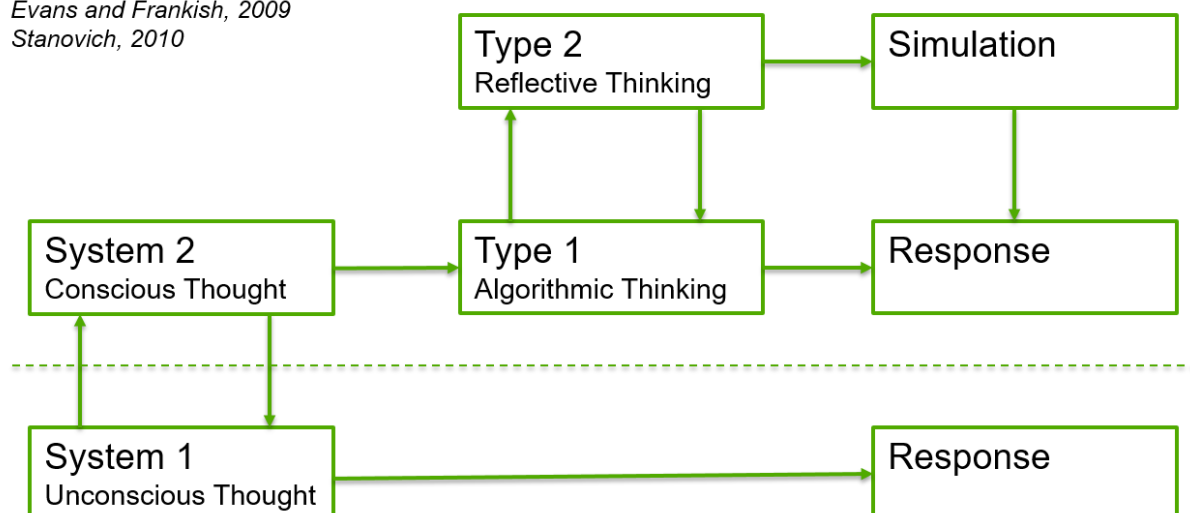 Evans and Frankish, 2009
Stanovich, 2010
Type 2
Reflective Thinking
Simulation
System 2
Conscious Thought
Type 1
Algorithmic Thinking
Response
System 1
Unconscious Thought
Response